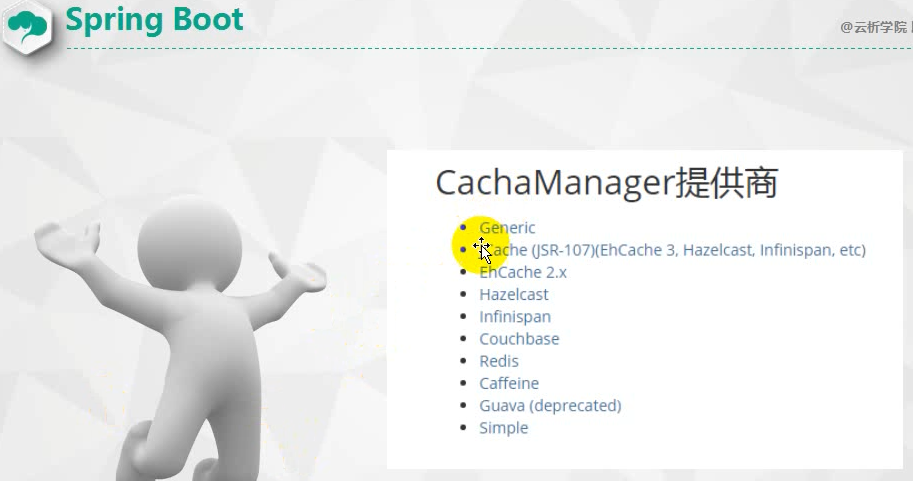 Spring Boot
@云析学院
CachaManager提供商
Generic
Cache (JSR-107)(EhCache 3, Hazelcast, Infinispan, etc)
EhCache 2.x
Hazelcast
Infinispan
Couchbase
Redis
Caffeine
Guava (deprecated)
Simple